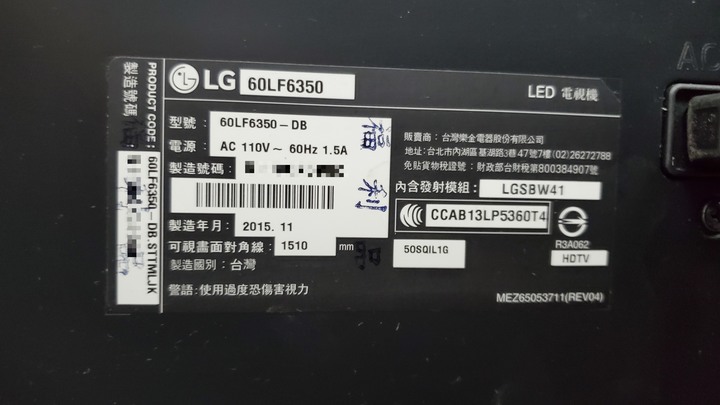 LG 60LF6350
LED 電視機
型號： 60LF6350-DB
電源： AC 110V～ 60Hz 1.5A
製造號碼：
製造年月： 2015. 11
可視畫面對角線： 1510 mm
製造國別：台灣
警語：使用過度恐傷害視力
販賣商：台灣樂金電器股份有限公司
地址：台北市內湖區基湖路3巷47號7樓(02)26272788
免貼貨物稅證號：財政部台財稅第800384907號
內含發射模組： LGSBW41
CCAB13LP5360T4
R3A062
50SQIL1G
HDTV
MEZ65053711(REV04)
PRODUCT CODE: 60LF6350-DB.STTMLJK
製造號碼
AC